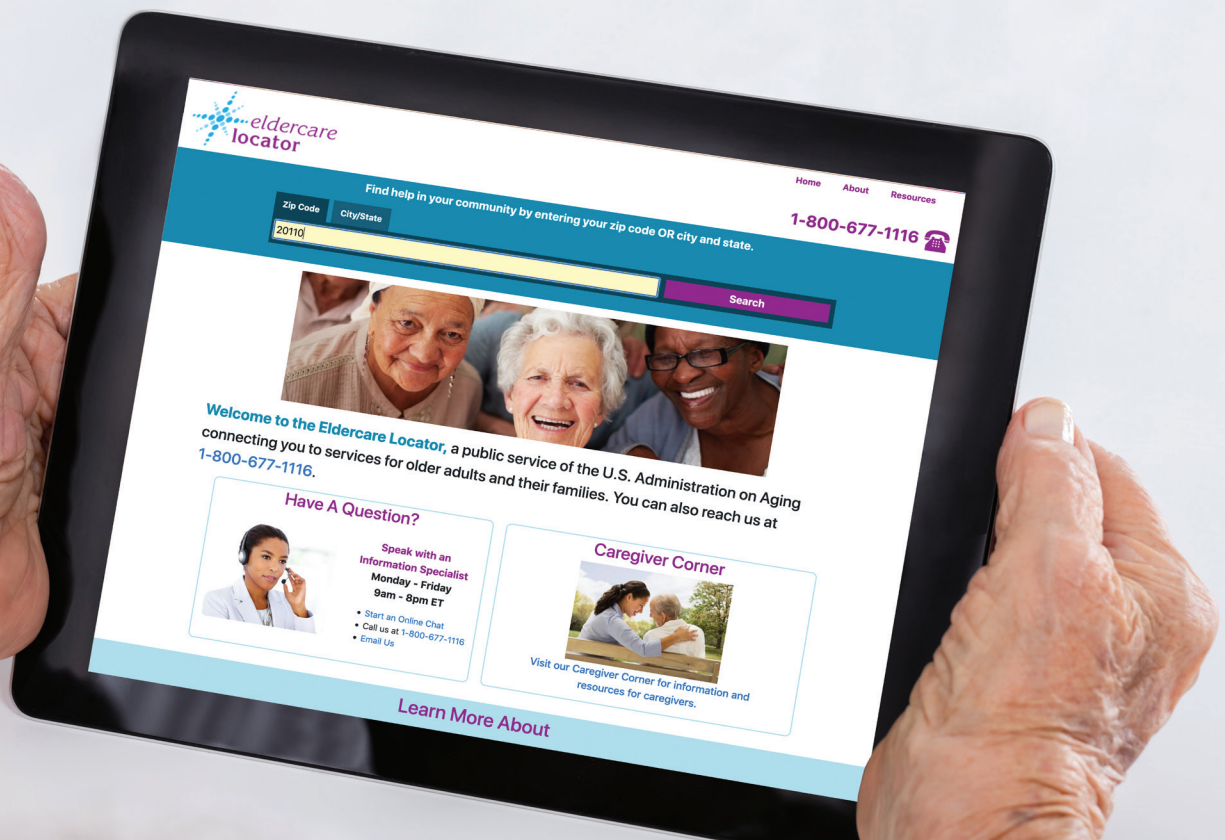 eldercare
locator
Home About Resources
1-800-677-1116
Find help in your community by entering your zip code OR city and state.
Zip Code City/State
20110
Search
Welcome to the Eldercare Locator, a public service of the U.S. Administration on Aging
connecting you to services for older adults and their families. You can also reach us at
1-800-677-1116.
Have A Question?
Speak with an
Information Specialist
Monday - Friday
9am - 8pm ET
• Start an Online Chat
• Call us at 1-800-677-1116
• Email Us
Caregiver Corner
Visit our Caregiver Corner for information and
resources for caregivers.
Learn More About